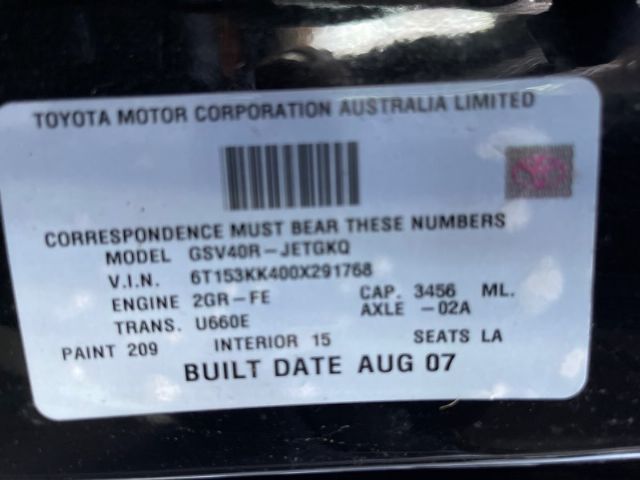 TOYOTA MOTOR CORPORATION AUSTRALIA LIMITED
CORRESPONDENCE MUST BEAR THESE NUMBERS
MODEL GSV40R-JETGKQ
V.I.N. 6T153KK400X291768
ENGINE 2GR-FE CAP. 3456 ML.
TRANS. U660E AXLE -02A
PAINT 209 INTERIOR 15 SEATS LA
BUILT DATE AUG 07